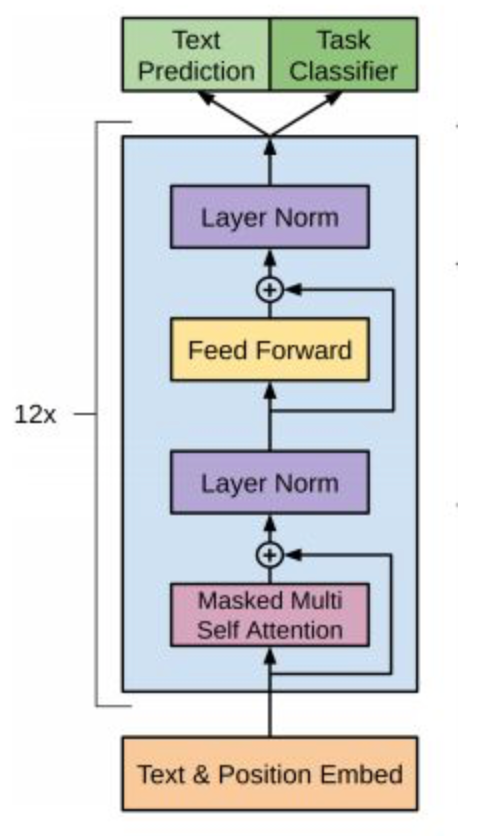 Text
Prediction
Task
Classifier
Layer Norm
+
Feed Forward
12x
Layer Norm
+
Masked Multi
Self Attention
Text & Position Embed